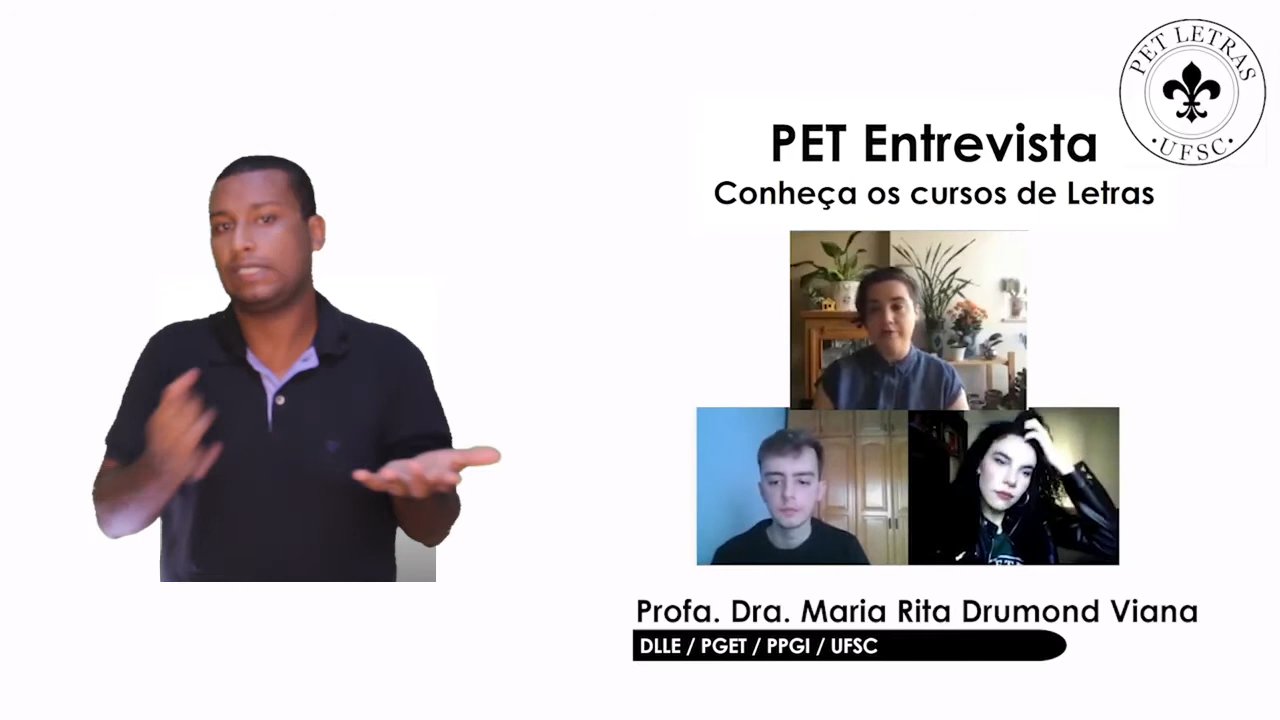 PET LETRAS
UFSC
PET Entrevista
Conheça os cursos de Letras
Profa. Dra. Maria Rita Drumond Viana
DLLE / PGET / PPGI / UFSC